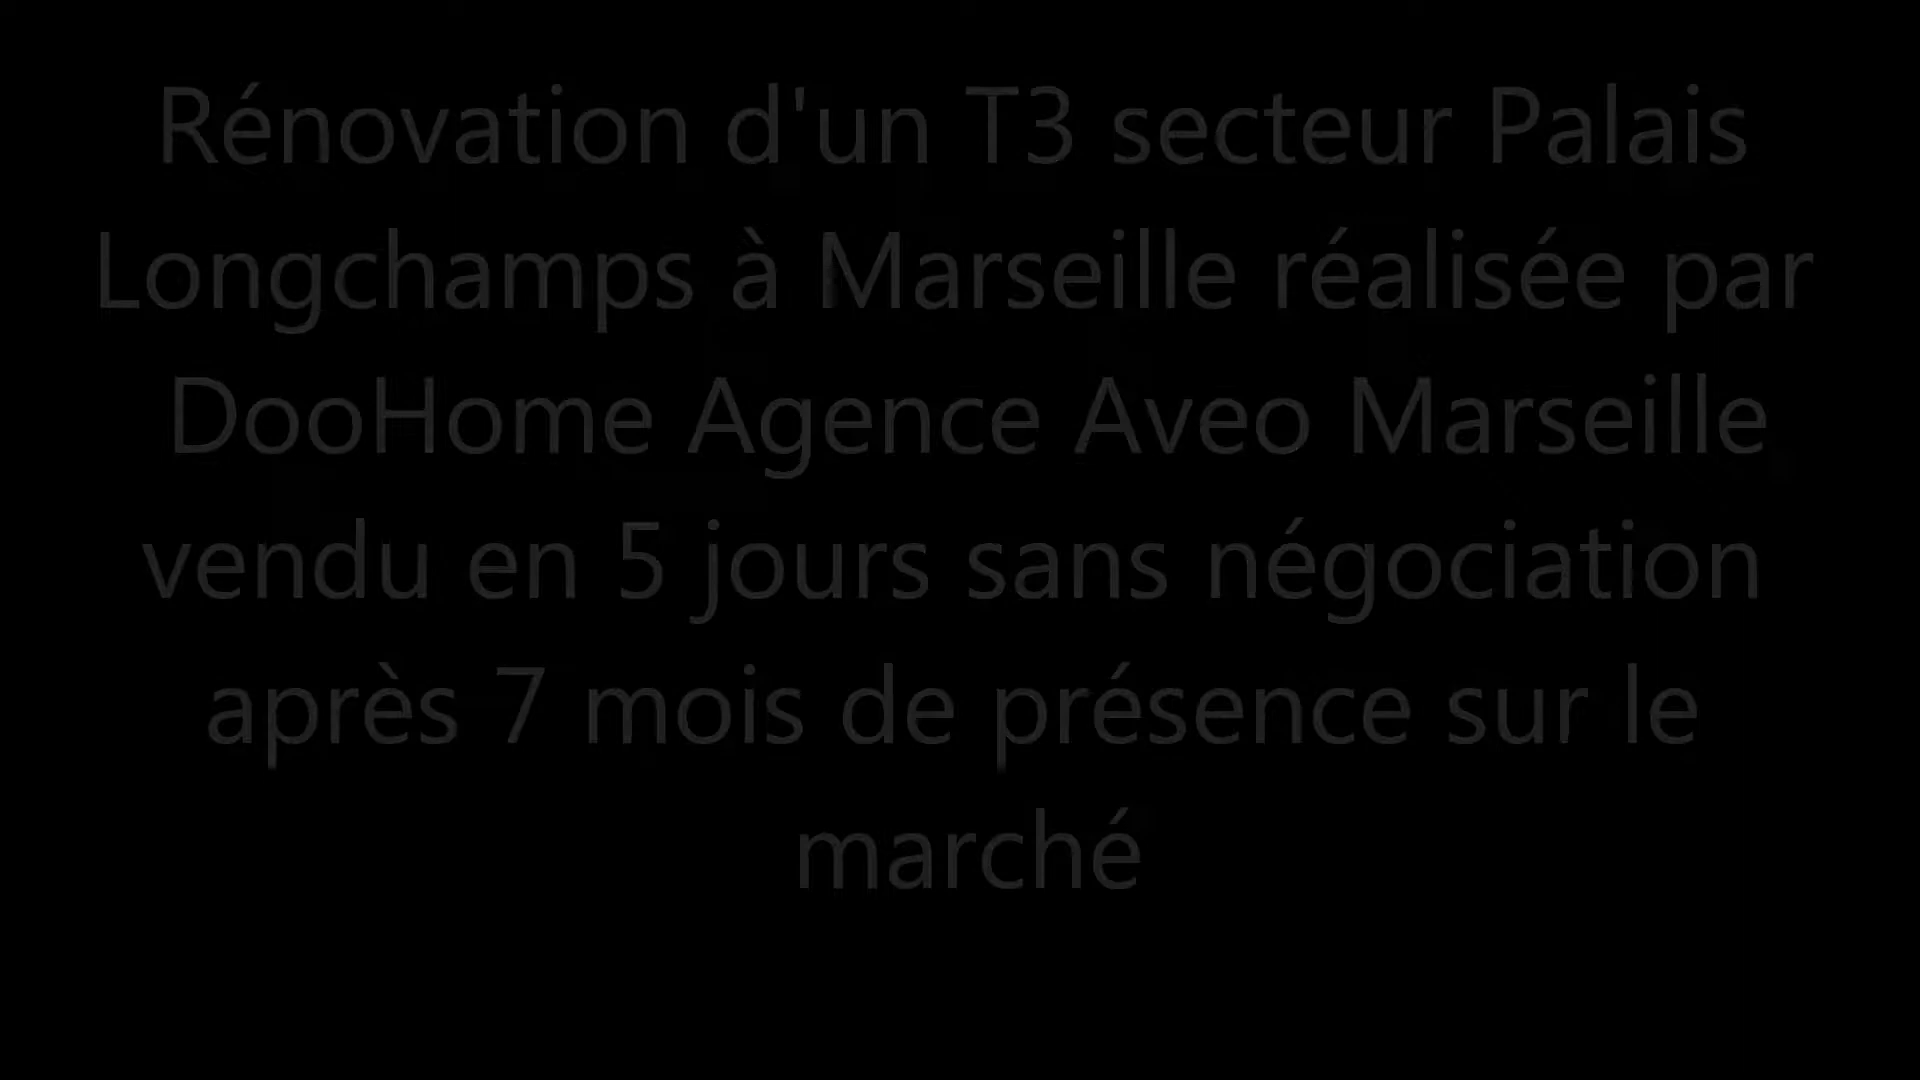 Rénovation d'un T3 secteur Palais
Longchamps à Marseille réalisée par
DooHome Agence Aveo Marseille
vendu en 5 jours sans négociation
après 7 mois de présence sur le
marché